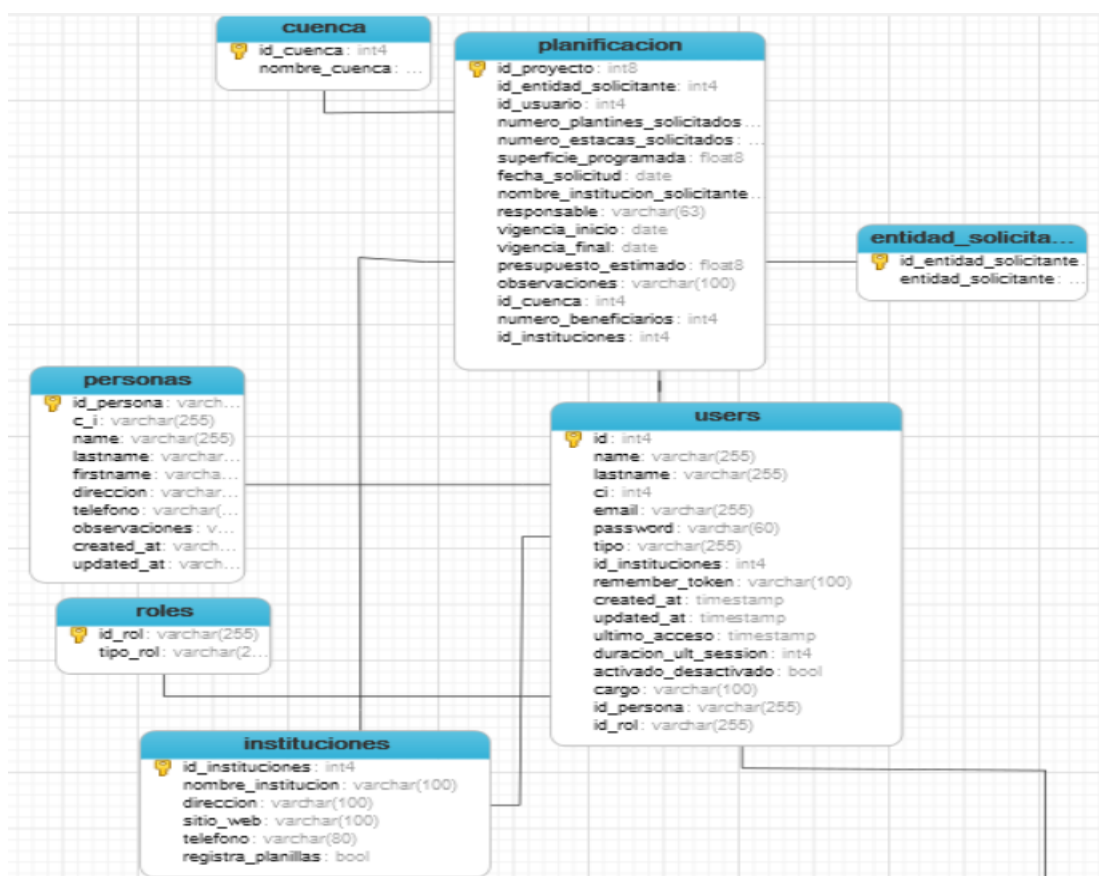 cuenca
id_cuenca: int4
nombre_cuenca: ...
planificacion
id_proyecto: int8
id_entidad_solicitante: int4
id_usuario: int4
numero_plantines_solicitados ...
numero_estacas_solicitados: ...
superficie_programada: float8
fecha_solicitud: date
nombre_institucion_solicitante...
responsable: varchar(63)
vigencia_inicio: date
vigencia_final: date
presupuesto_estimado: float8
observaciones: varchar(100)
id_cuenca: int4
numero_beneficiarios: int4
id_instituciones: int4
entidad_solicita...
id_entidad_solicitante...
entidad_solicitante: ...
personas
id_persona: varch...
c_i: varchar(255)
name: varchar(255)
lastname: varchar...
firstname: varcha...
direccion: varchar...
telefono: varchar(...
observaciones: v...
created_at: varch...
updated_at: varch...
users
id: int4
name: varchar(255)
lastname: varchar(255)
ci: int4
email: varchar(255)
password: varchar(60)
tipo: varchar(255)
id_instituciones: int4
remember_token: varchar(100)
created_at: timestamp
updated_at: timestamp
ultimo_acceso: timestamp
duracion_ult_session: int4
activado_desactivado: bool
cargo: varchar(100)
id_persona: varchar(255)
id_rol: varchar(255)
roles
id_rol: varchar(255)
tipo_rol: varchar(2...
instituciones
id_instituciones: int4
nombre_institucion: varchar(100)
direccion: varchar(100)
sitio_web: varchar(100)
telefono: varchar(80)
registra_planillas: bool